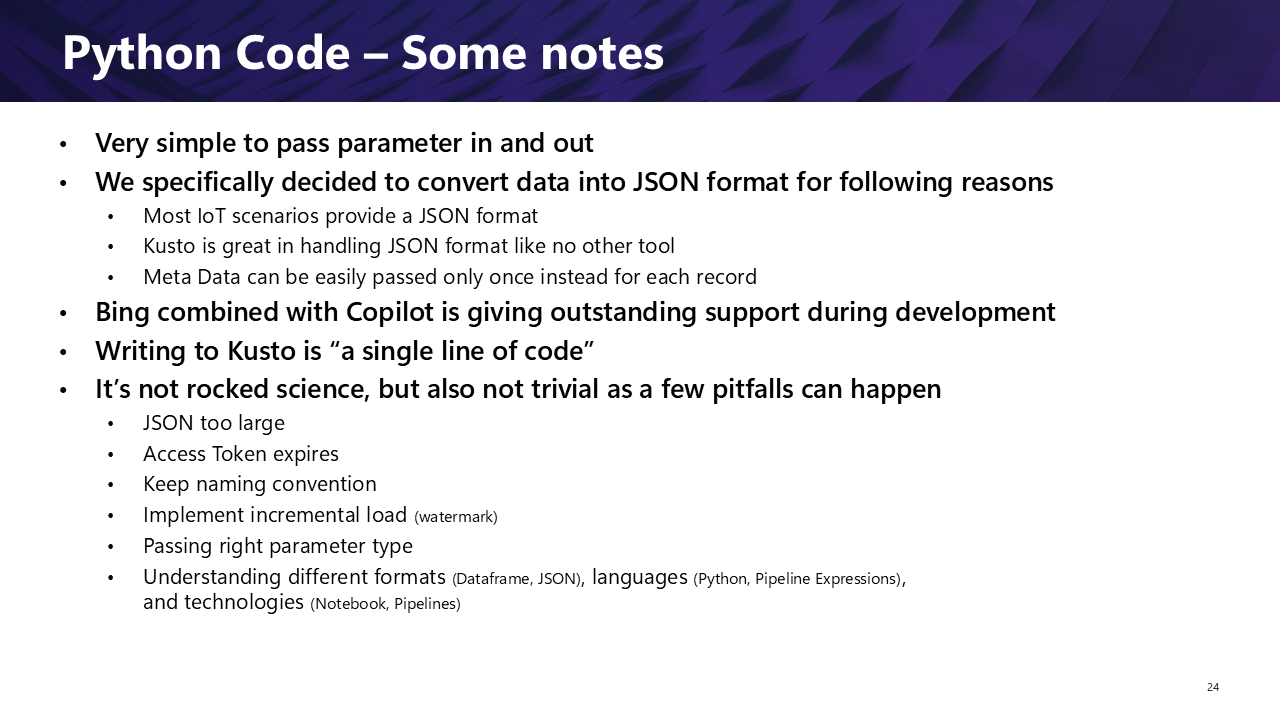 Python Code – Some notes
• Very simple to pass parameter in and out
• We specifically decided to convert data into JSON format for following reasons
• Most IoT scenarios provide a JSON format
• Kusto is great in handling JSON format like no other tool
• Meta Data can be easily passed only once instead for each record
• Bing combined with Copilot is giving outstanding support during development
• Writing to Kusto is “a single line of code”
• It’s not rocked science, but also not trivial as a few pitfalls can happen
• JSON too large
• Access Token expires
• Keep naming convention
• Implement incremental load (watermark)
• Passing right parameter type
• Understanding different formats (Dataframe, JSON), languages (Python, Pipeline Expressions),
and technologies (Notebook, Pipelines)
24